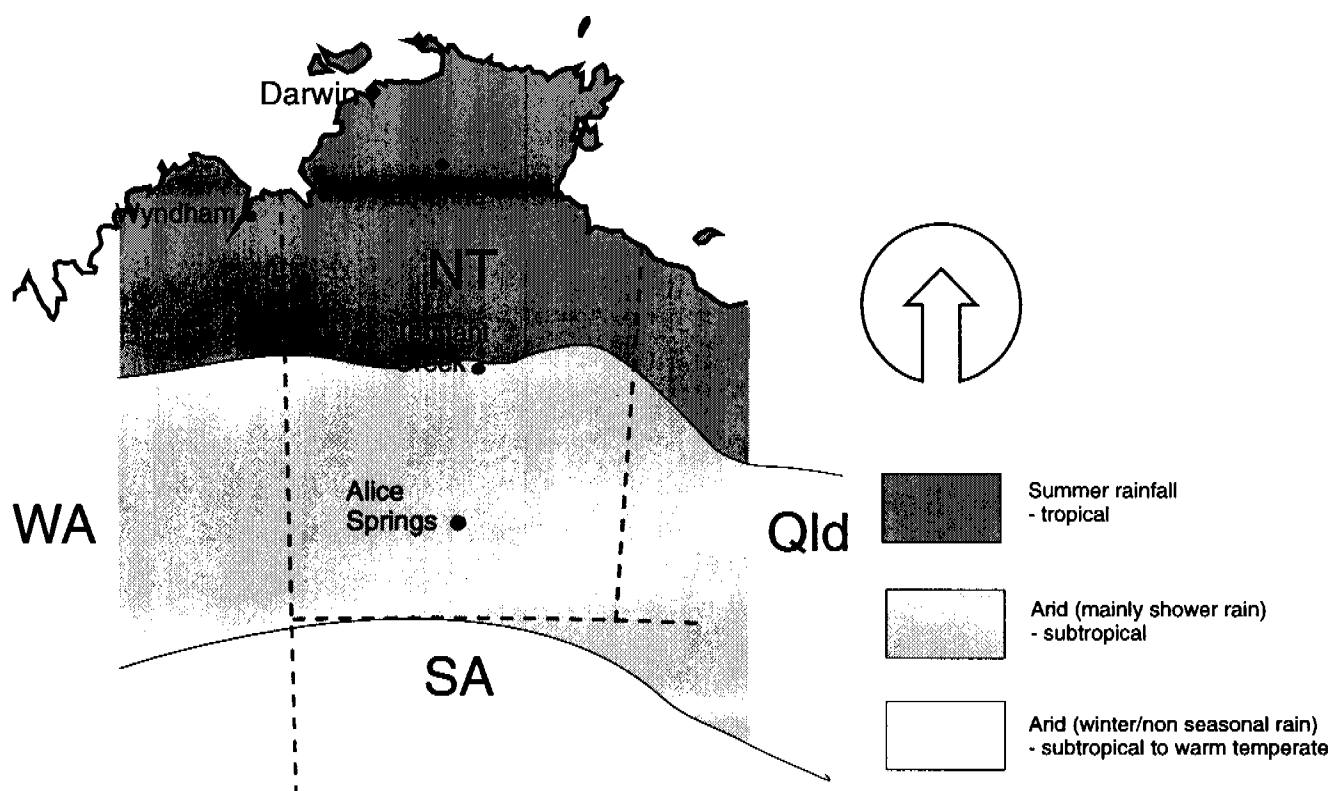 Darwin
Wyndham
NT
Creek
Alice
Springs
WA
Qld
SA
Summer rainfall
- tropical
Arid (mainly shower rain)
- subtropical
Arid (winter/non seasonal rain)
- subtropical to warm temperate